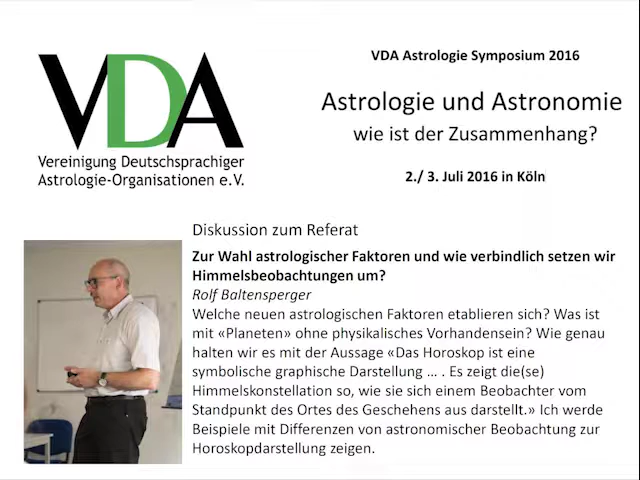 VDA
Vereinigung Deutschsprachiger
Astrologie-Organisationen e.V.
VDA Astrologie Symposium 2016
Astrologie und Astronomie
wie ist der Zusammenhang?
2./ 3. Juli 2016 in Köln
Diskussion zum Referat
Zur Wahl astrologischer Faktoren und wie verbindlich setzen wir
Himmelsbeobachtungen um?
Rolf Baltensperger
Welche neuen astrologischen Faktoren etablieren sich? Was ist
mit «Planeten» ohne physikalisches Vorhandensein? Wie genau
halten wir es mit der Aussage «Das Horoskop ist eine
symbolische graphische Darstellung ... . Es zeigt die(se)
Himmelskonstellation so, wie sie sich einem Beobachter vom
Standpunkt des Ortes des Geschehens aus darstellt.» Ich werde
Beispiele mit Differenzen von astronomischer Beobachtung zur
Horoskopdarstellung zeigen.